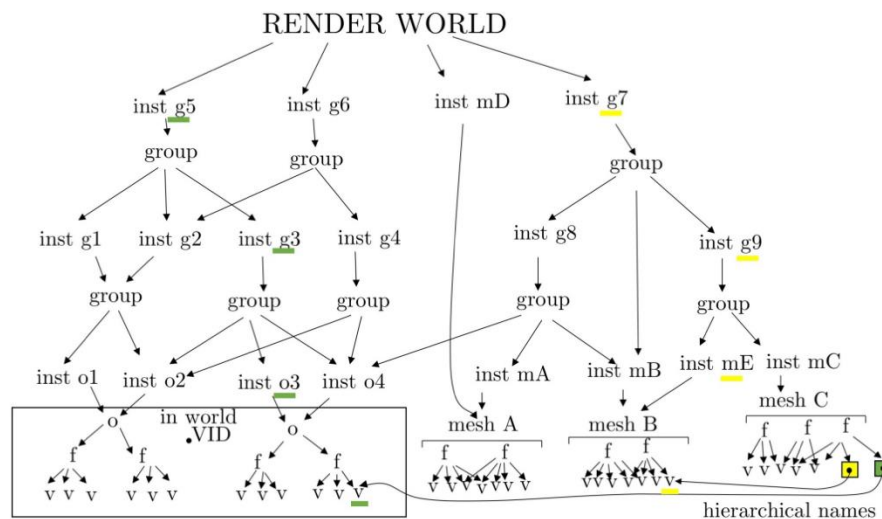 RENDER WORLD
inst g5 inst g6 inst mD inst g7
group group group
inst g1 inst g2 inst g3 inst g4 inst g8 inst g9
group group group group group
inst o1 inst o2 inst o3 inst o4 inst mA inst mB inst mE inst mC
in world
VID
o o mesh A mesh B mesh C
f f f f f f f f f f f
v v v v v v v v v v v v v v v v v v v v v v v v v v v v v v v
hierarchical names